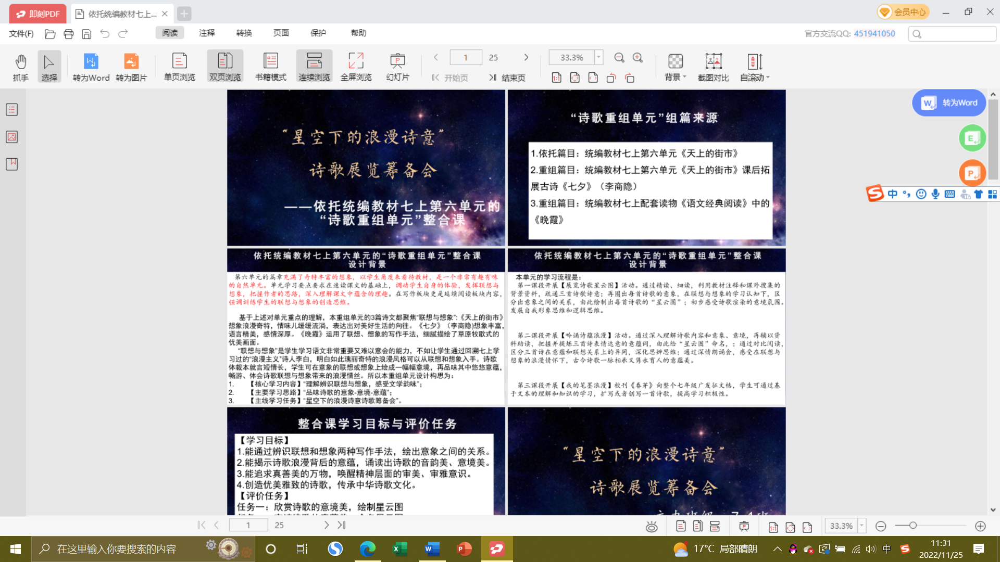 即刻PDF
依托统编教材七上...
会员中心
文件(F)
阅读
注释
转换
页面
保护
帮助
官方交流QQ: 451941050
抓手
选择
转为Word
转为图片
单页浏览
双页浏览
书籍模式
连续浏览
全屏浏览
幻灯片
1
25
开始页
结束页
33.3%
背景
截图对比
自滚动
转为Word
中
“星空下的浪漫诗意”
诗歌展览筹备会
——依托统编教材七上第六单元的
“诗歌重组单元”整合课
“诗歌重组单元”组篇来源
1.依托篇目：统编教材七上第六单元《天上的街市》
2.重组篇目：统编教材七上第六单元《天上的街市》课后拓
展古诗《七夕》（李商隐）
3.重组篇目：统编教材七上配套读物《语文经典阅读》中的
《晚霞》
依托统编教材七上第六单元的“诗歌重组单元”整合课
设计背景
第六单元的篇章充满了奇特丰富的想象，以学生角度来看待教材，是一个非常有趣有味
的自然单元。单元学习要点要求在速读课文的基础上，调动学生自身的体验，发挥联想与
想象，把握作者的思路，深入理解课文中蕴含的理趣。在写作板块更是延续阅读板块内容，
强调训练学生的联想与想象的创造思维。
基于上述对单元重点的理解，本重组单元的3篇诗文都聚焦“联想与想象”:《天上的街市》
想象浪漫奇特，情味儿缓缓流淌，表达出对美好生活的向往。《七夕》（李商隐)想象丰富，
语言精美，感情深厚。《晚霞》运用了联想、想象的写作手法，细腻描绘了草原牧歌式的
优美画面。
“联想与想象”是学生学习语文非常重要又难以意会的能力，不如让学生通过回溯七上学
习过的“浪漫主义”诗人李白，明白如此瑰丽奇特的浪漫风格可以从联想和想象入手。诗歌
体裁本就言短情长，学生可在意象的联想或想象上绘成一幅幅意境，再品味其中悠悠意蕴，
畅游、体会诗歌联想与想象带来的浪漫情丝。所以本重组单元设计构思为：
1. 【核心学习内容】“理解辨识联想与想象，感受文学韵味”；
2. 【主要学习思路】“品味诗歌的意象-意境-意蕴”；
3. 【主线学习任务】“星空下的浪漫诗意诗歌筹备会”。
依托统编教材七上第六单元的“诗歌重组单元”整合课
设计背景
本单元的学习流程是：
第一课段开展【展览诗歌星云图】活动。通过精读、细读，利用教材注释和课外搜集的
背景资料，疏通三首诗歌诗意；再圈出每首诗歌的意象，在联想与想象的学习认知下，区
分出意象之间的关系，由此绘制出每首诗歌的“星云图”；初步感受诗歌渲染的意境氛围。
发展自我形象思维和逻辑思维。
第二课段开展【吟诵诗蕴浪漫】活动。通过深入理解诗歌内容和意象、意境，再辅以资
料助读，把握并提炼三首诗表情达意的意蕴词，由此给“星云图”命名，；通过对比阅读，
区分三首诗在意蕴和联想关系上的异同，深化思辨思维；通过深情朗诵会，感受在联想与
想象的浪漫情怀下，古今诗歌一脉相承又隽永育人的意蕴美。
第三课段开展【我的笔墨浪漫】校刊《春芽》向整个七年级广发征文帖，学生可通过基
于文本的理解和知识的学习，扩写或者创写一首诗歌，提高学习积极性。
整合课学习目标与评价任务
【学习目标】
1.能通过辨识联想和想象两种写作手法，绘出意象之间的关系。
2.能揭示诗歌浪漫背后的意蕴，诵读出诗歌的音韵美、意境美。
3.能追求真善美的万物，唤醒精神层面的审美、审雅意识。
4.创造优美雅致的诗歌，传承中华诗歌文化。
【评价任务】
任务一：欣赏诗歌的意境美，绘制星云图
“星空下的浪漫诗意”
诗歌展览筹备会
1
25
33.3%
在这里输入你要搜索的内容
17°C 局部晴朗
中
11:31
2022/11/25